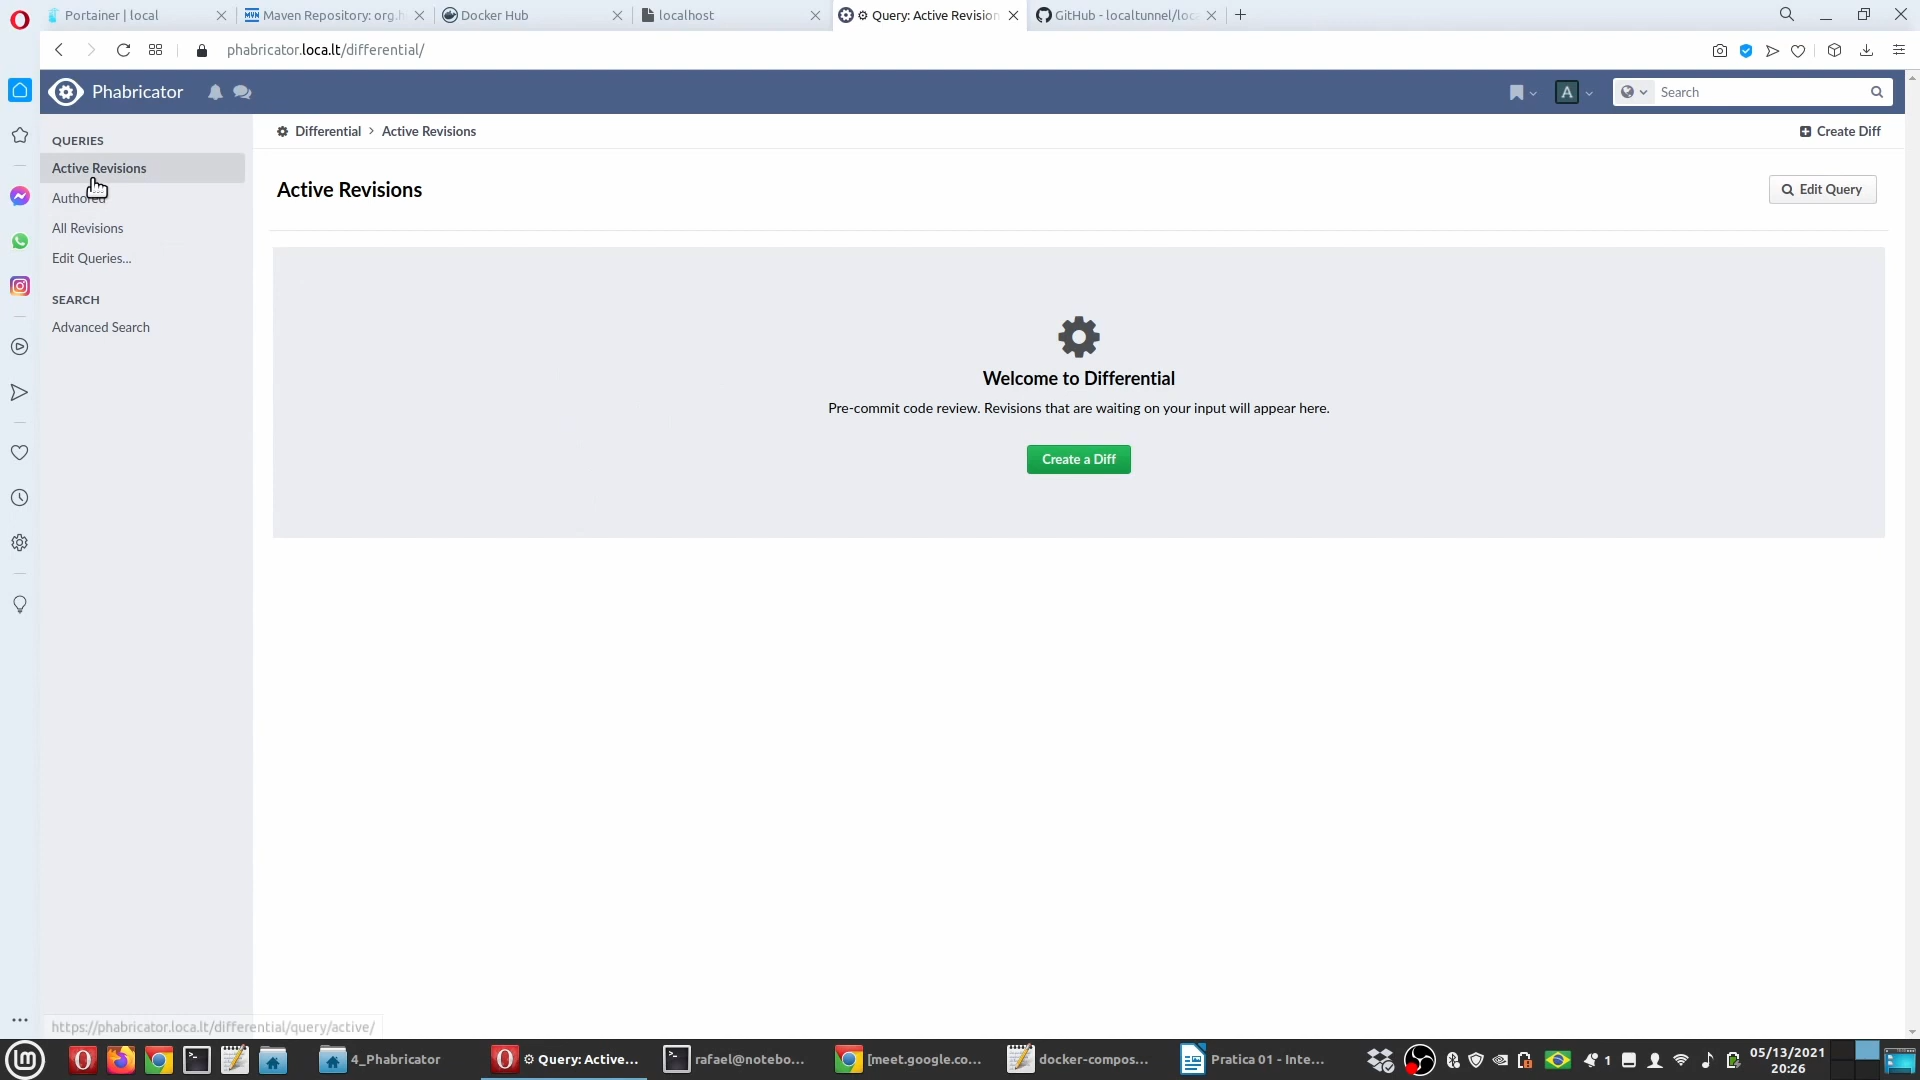 Portainer | local
Maven Repository: org.h
Docker Hub
localhost
Query: Active Revision
GitHub - localtunnel/loca
phabricator.loca.lt/differential/
Phabricator
A
Search
QUERIES
Active Revisions
Authored
All Revisions
Edit Queries...
SEARCH
Advanced Search
Differential
Active Revisions
Create Diff
Active Revisions
Edit Query
Welcome to Differential
Pre-commit code review. Revisions that are waiting on your input will appear here.
Create a Diff
https://phabricator.loca.lt/differential/query/active/
4_Phabricator
Query: Active...
rafael@notebo...
[meet.google.co...
docker-compos...
Pratica 01 - Inte...
1
05/13/2021
20:26